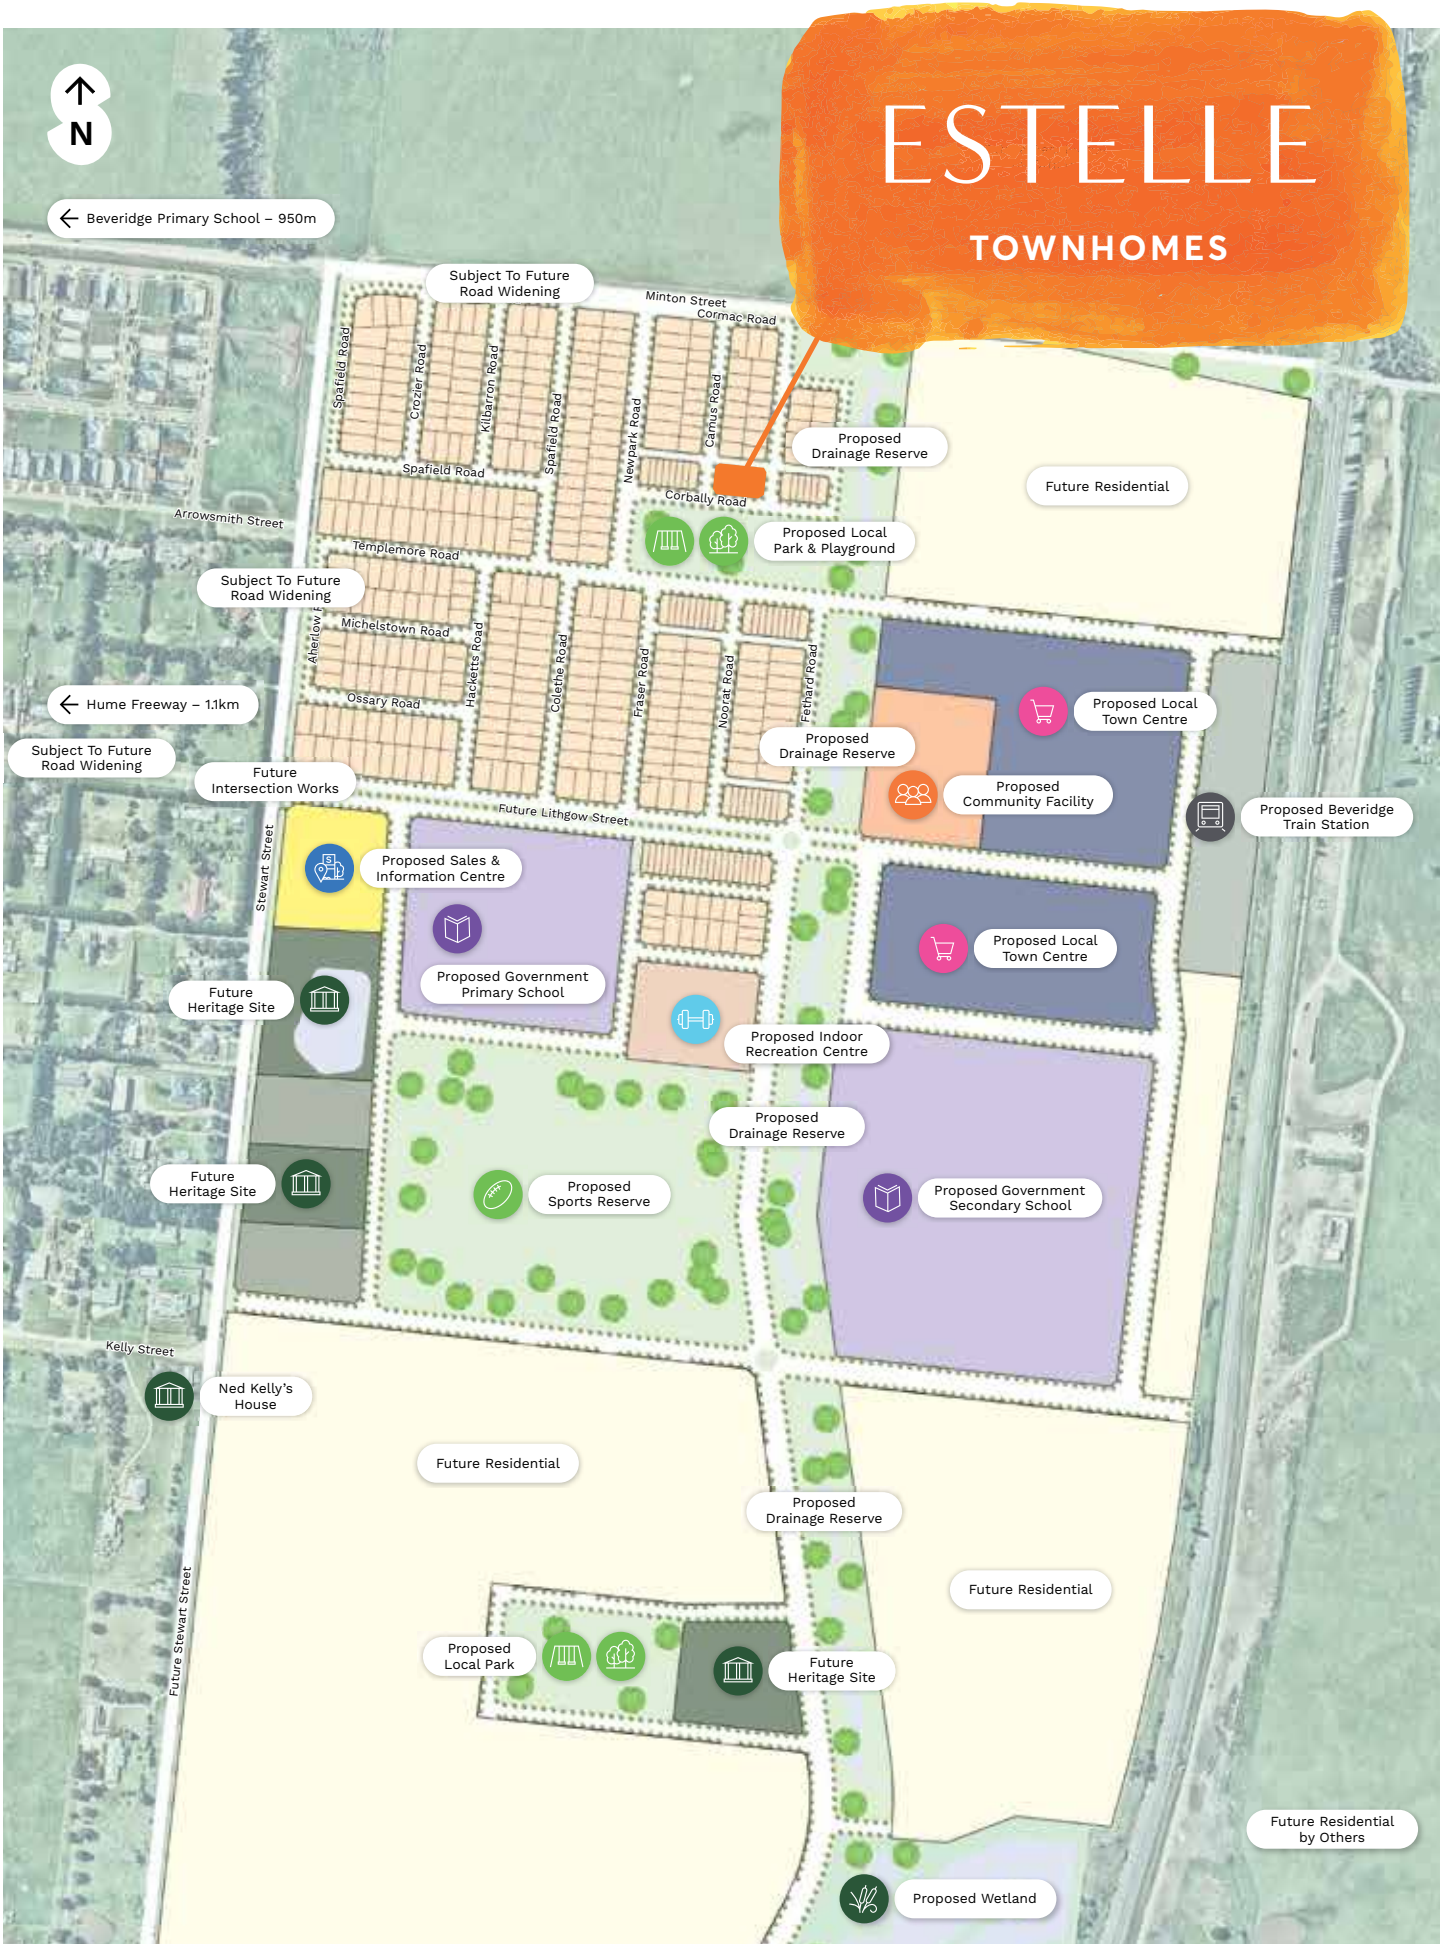 N
ESTELLE
TOWNHOMES
Beveridge Primary School – 950m
Subject To Future
Road Widening
Minton Street
Cormac Road
Spafield Road
Crozier Road
Kilbarron Road
Spafield Road
Newpark Road
Camus Road
Proposed
Drainage Reserve
Spafield Road
Corbally Road
Future Residential
Arrowsmith Street
Templemore Road
Proposed Local
Park & Playground
Subject To Future
Road Widening
Aherlow
Michelstown Road
Hacketts Road
Colethe Road
Fraser Road
Noorat Road
Fethard Road
Ossary Road
Hume Freeway – 1.1km
Proposed Local
Town Centre
Subject To Future
Road Widening
Proposed
Drainage Reserve
Future
Intersection Works
Proposed
Community Facility
Future Lithgow Street
Proposed Beveridge
Train Station
Stewart Street
S
Proposed Sales &
Information Centre
Proposed Local
Town Centre
Proposed Government
Primary School
Future
Heritage Site
Proposed Indoor
Recreation Centre
Proposed
Drainage Reserve
Future
Heritage Site
Proposed
Sports Reserve
Proposed Government
Secondary School
Kelly Street
Ned Kelly's
House
Future Residential
Proposed
Drainage Reserve
Future Residential
Future Stewart Street
Proposed
Local Park
Future
Heritage Site
Future Residential
by Others
Proposed Wetland